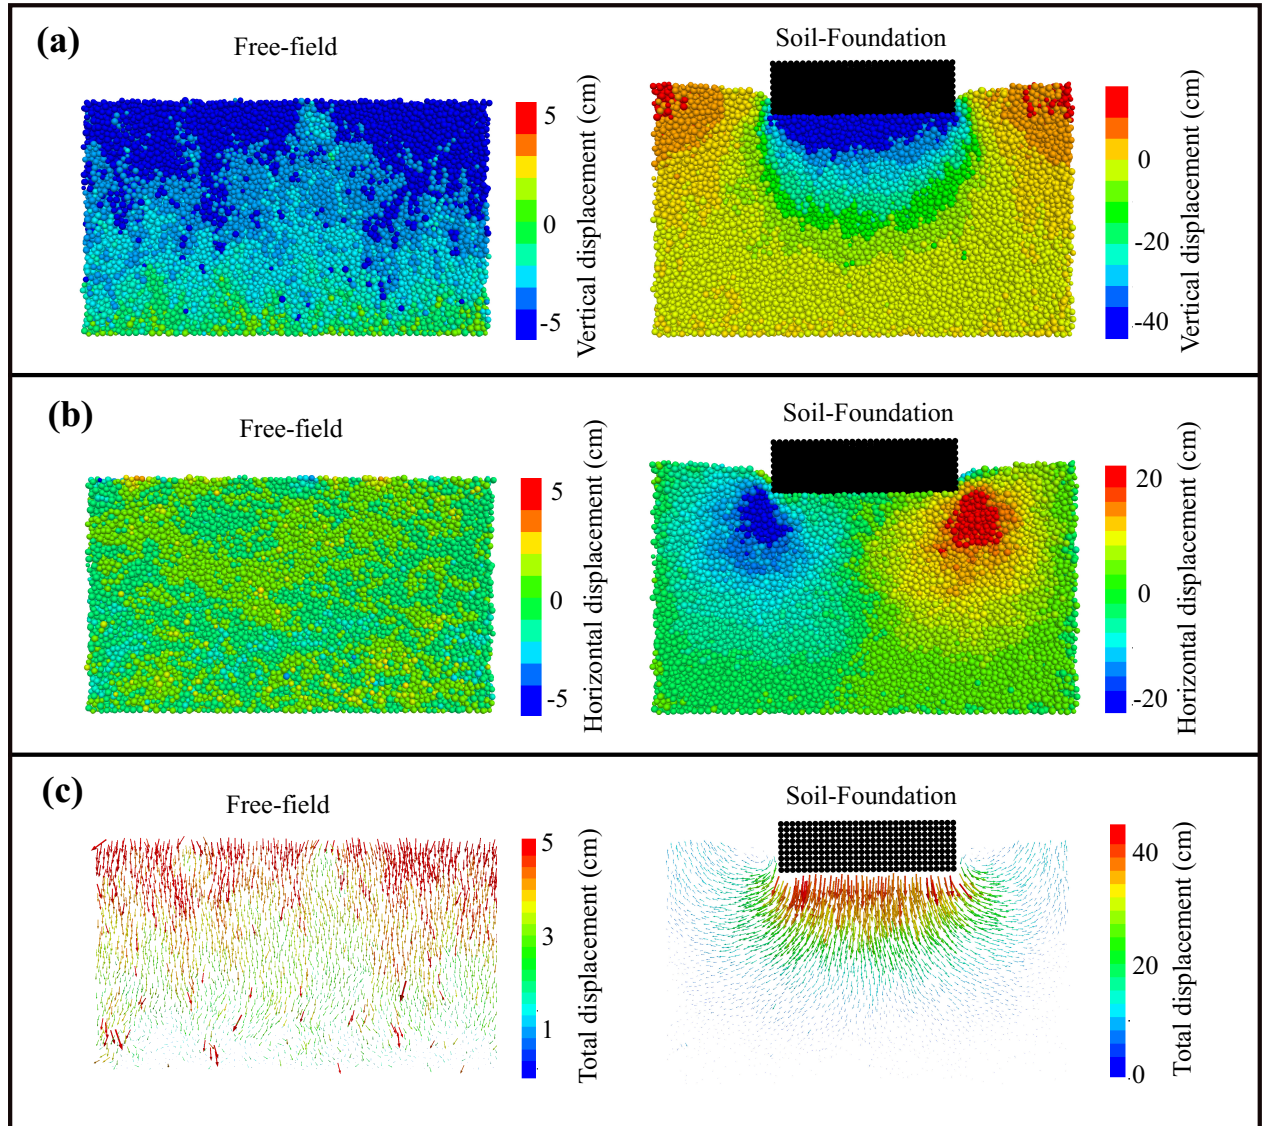 (a)
Free-field
Soil-Foundation
5
0
-5
Vertical displacement (cm)
0
-20
-40
Vertical displacement (cm)
(b)
Free-field
Soil-Foundation
5
0
-5
Horizontal displacement (cm)
20
0
-20
Horizontal displacement (cm)
(c)
Free-field
Soil-Foundation
5
3
1
Total displacement (cm)
40
20
0
Total displacement (cm)